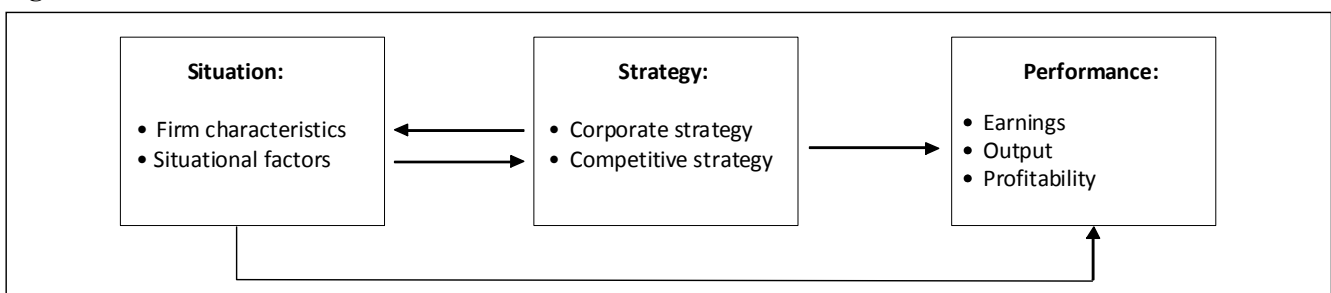 Situation:
• Firm characteristics
• Situational factors
Strategy:
• Corporate strategy
• Competitive strategy
Performance:
• Earnings
• Output
• Profitability